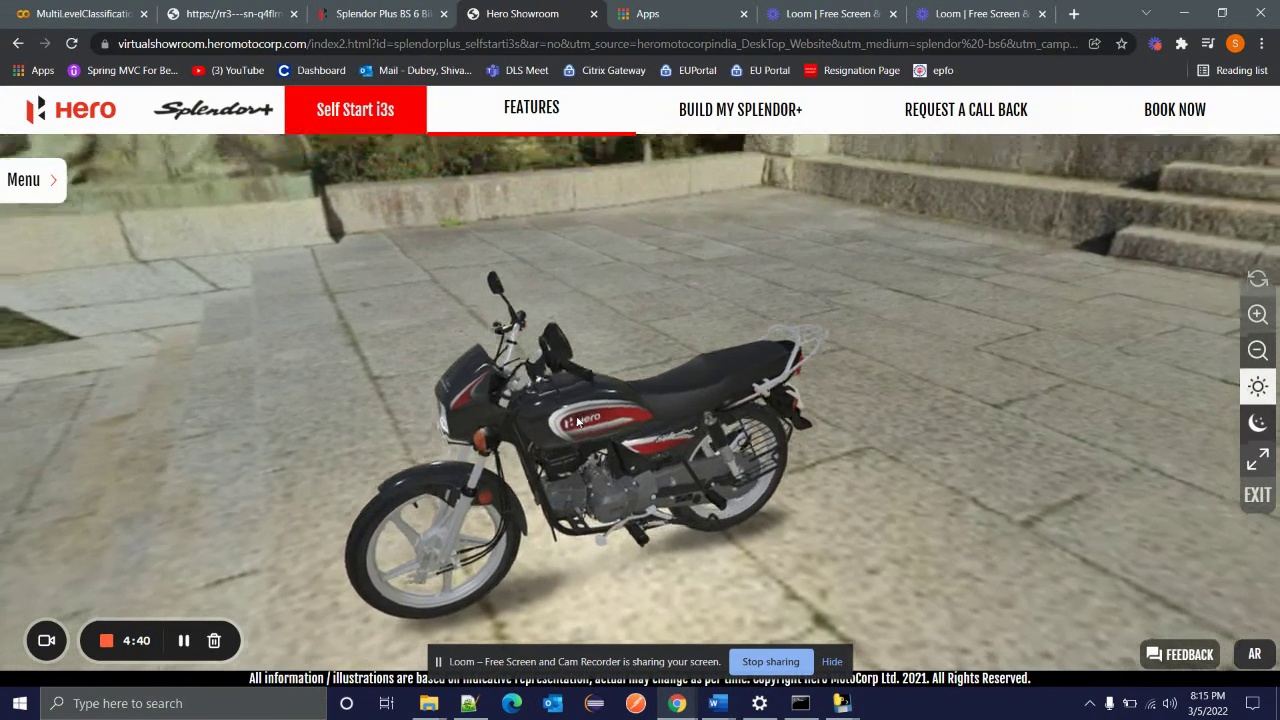 MultiLevelClassificatio
https://rr3---sn-q4flm
Splendor Plus BS 6 Bi
Hero Showroom
Apps
Loom | Free Screen &
Loom | Free Screen &
virtualshowroom.heromotocorp.com/index2.html?id=splendorplus_selfstarti3s&at=no&utm_source=heromotocorpindia_DeskTop_Website&utm_medium=splendor%20-bs6&utm_camp...
S
Apps
Spring MVC For Be...
(3) YouTube
Dashboard
Mail - Dubey, Shiva...
DLS Meet
Citrix Gateway
EUPortal
EU Portal
Resignation Page
epfo
Reading list
Hero
Splendor+
Self Start i3s
FEATURES
BUILD MY SPLENDOR+
REQUEST A CALL BACK
BOOK NOW
Menu
Hero
EXIT
4:40
Loom – Free Screen and Cam Recorder is sharing your screen.
Stop sharing
Hide
FEEDBACK
AR
All information / illustrations are based on indicative representation, actual may change as per time. Copyright Hero MotoCorp Ltd. 2021. All Rights Reserved.
Type here to search
8:15 PM
3/5/2022